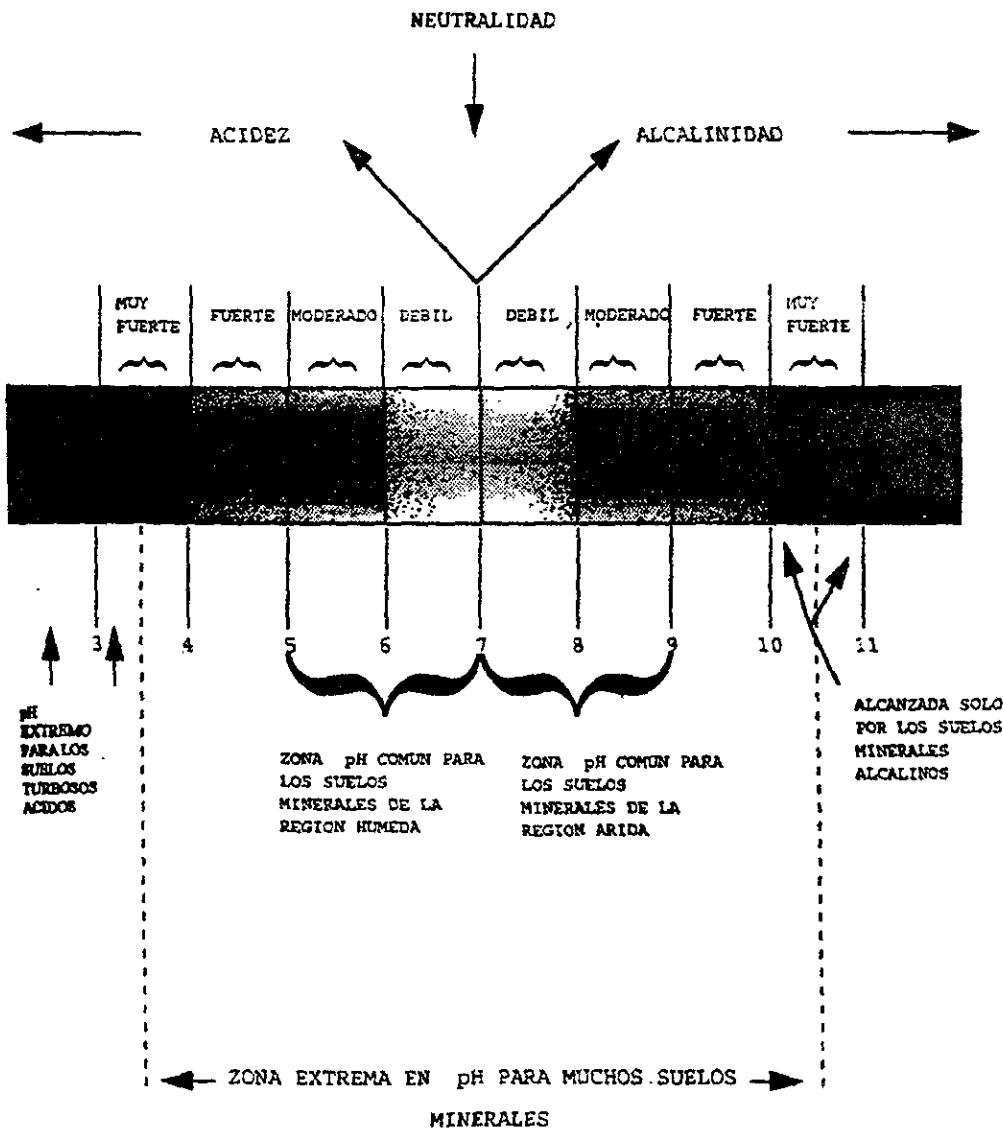 NEUTRALIDAD
ACIDEZ
ALCALINIDAD
MUY
FUERTE
FUERTE
MODERADO
DEBIL
DEBIL
MODERADO
FUERTE
MUY
FUERTE
3
4
5
6
7
8
9
10
11
pH
EXTREMO
PARA LOS
SUELOS
TURBOSOS
ACIDOS
ZONA pH COMUN PARA
LOS SUELOS
MINERALES DE LA
REGION HUMEDA
ZONA pH COMUN PARA
LOS SUELOS
MINERALES DE LA
REGION ARIDA
ALCANZADA SOLO
POR LOS SUELOS
MINERALES
ALCALINOS
ZONA EXTREMA EN pH PARA MUCHOS SUELOS
MINERALES